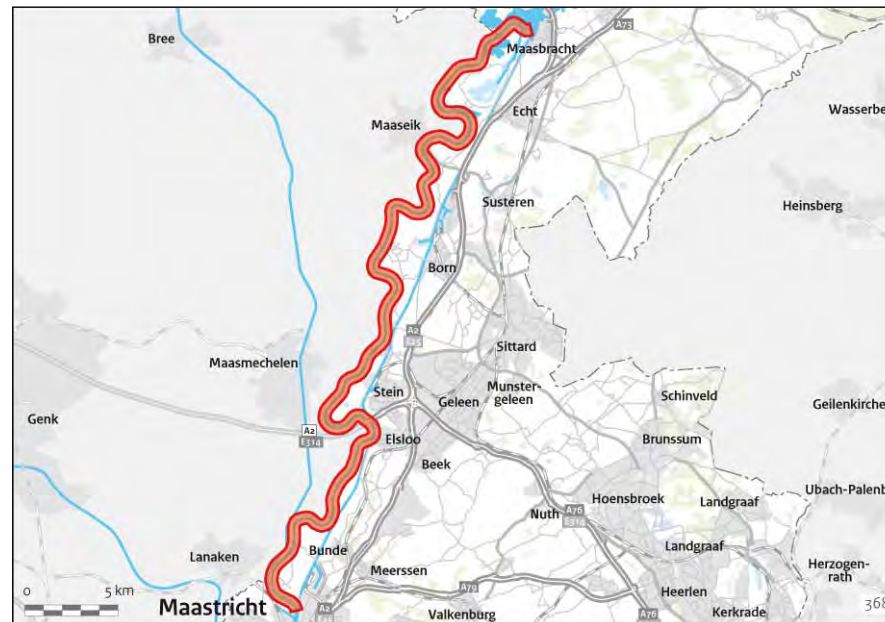 Bree
A73
Maasbracht
Echt
Wasserbe
Maaseik
Susteren
Heinsberg
Born
A2
E25
Sittard
Maasmechelen
Stein
Geleen
Munster-
geleen
Schinveld
Geilenkirche
Genk
A2
E314
Elsloo
Brunssum
Beek
Hoensbroek
Landgraaf
Ubach-Palenb
Nuth
A76
E314
Lanaken
Bunde
Landgraaf
Meerssen
Herzogen-
rath
0
5 km
A79
Heerlen
Maastricht
A2
Valkenburg
A76
Kerkrade
368